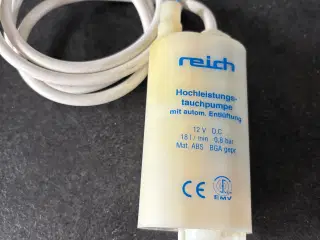 reich
Hochleistungs-
tauchpumpe
mit autom. Entlüftung
12 V D.C
18 l / min 0,8 bar
Mat. ABS BGA gepr.
CE
EMV